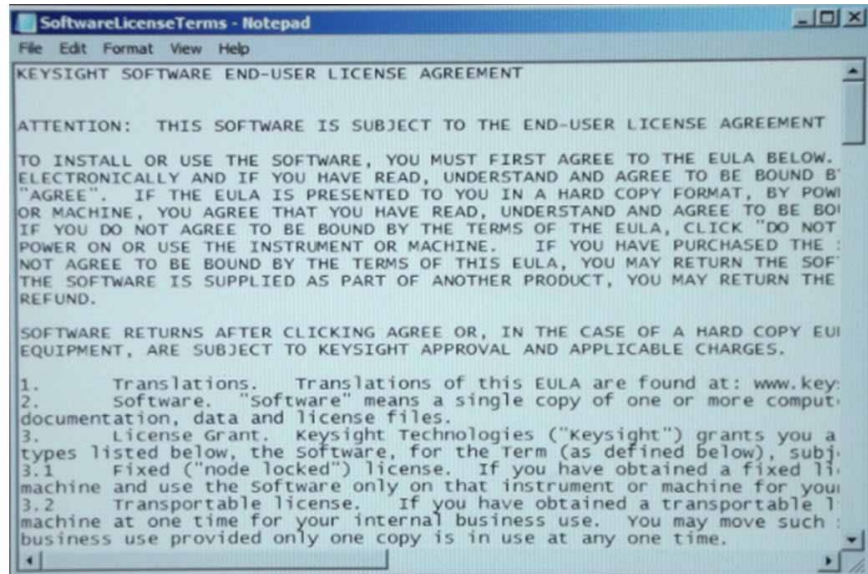 SoftwareLicenseTerms - Notepad
File Edit Format View Help
KEYSIGHT SOFTWARE END-USER LICENSE AGREEMENT
ATTENTION: THIS SOFTWARE IS SUBJECT TO THE END-USER LICENSE AGREEMENT
TO INSTALL OR USE THE SOFTWARE, YOU MUST FIRST AGREE TO THE EULA BELOW.
ELECTRONICALLY AND IF YOU HAVE READ, UNDERSTAND AND AGREE TO BE BOUND
"AGREE". IF THE EULA IS PRESENTED TO YOU IN A HARD COPY FORMAT, BY
OR MACHINE, YOU AGREE THAT YOU HAVE READ, UNDERSTAND AND AGREE TO BE
IF YOU DO NOT AGREE TO BE BOUND BY THE TERMS OF THE EULA, CLICK "DO NOT
POWER ON OR USE THE INSTRUMENT OR MACHINE. IF YOU HAVE PURCHASED THE
NOT AGREE TO BE BOUND BY THE TERMS OF THIS EULA, YOU MAY RETURN THE
THE SOFTWARE IS SUPPLIED AS PART OF ANOTHER PRODUCT, YOU MAY RETURN THE
REFUND.
SOFTWARE RETURNS AFTER CLICKING AGREE OR, IN THE CASE OF A HARD COPY
EQUIPMENT, ARE SUBJECT TO KEYSIGHT APPROVAL AND APPLICABLE CHARGES.
1. Translations. Translations of this EULA are found at: www.key
2. Software. "Software" means a single copy of one or more
documentation, data and license files.
3. License Grant. Keysight Technologies ("Keysight") grants you a
types listed below, the Software, for the Term (as defined below),
3.1 Fixed ("node locked") license. If you have obtained a fixed
machine and use the Software only on that instrument or machine for
3.2 Transportable license. If you have obtained a transportable
machine at one time for your internal business use. You may move such
business use provided only one copy is in use at any one time.